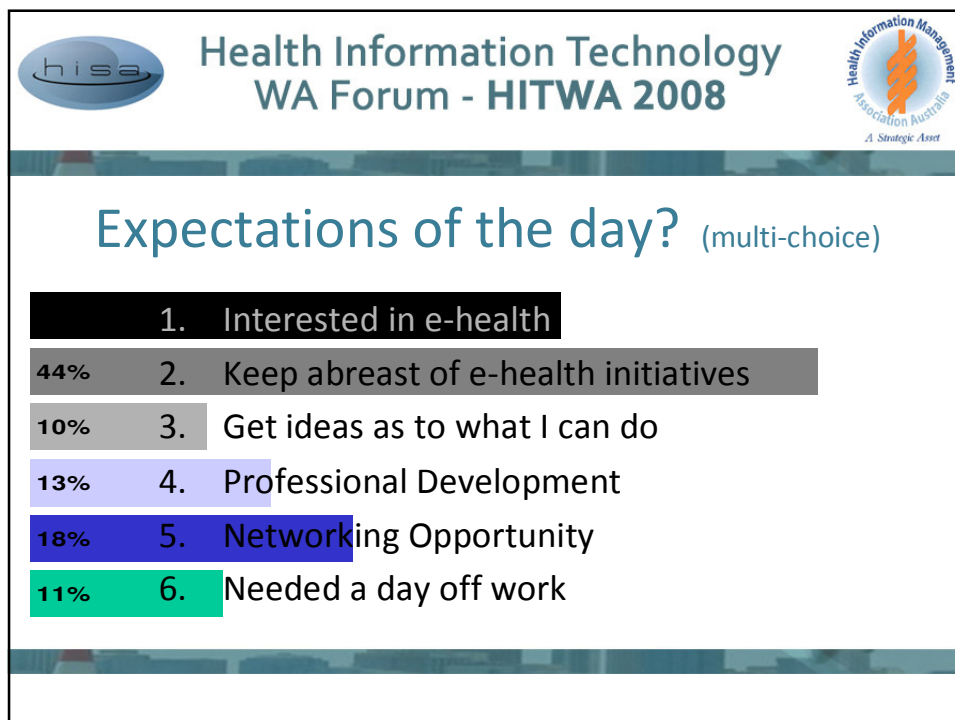 hisa
Health Information Technology
WA Forum - HITWA 2008
Health Information Management
Association Australia
A Strategic Asset
Expectations of the day? (multi-choice)
1. Interested in e-health
44% 2. Keep abreast of e-health initiatives
10% 3. Get ideas as to what I can do
13% 4. Professional Development
18% 5. Networking Opportunity
11% 6. Needed a day off work